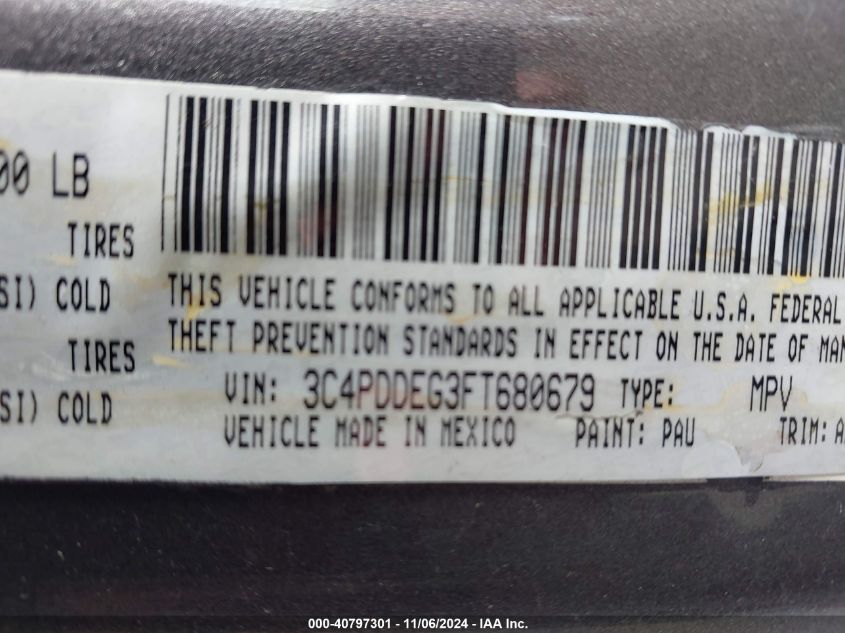 00 LB
TIRES
SI) COLD
TIRES
SI) COLD
THIS VEHICLE CONFORMS TO ALL APPLICABLE U.S.A. FEDERAL
THEFT PREVENTION STANDARDS IN EFFECT ON THE DATE OF MAN
VIN: 3C4PDDEG3FT680679 TYPE: MPV
VEHICLE MADE IN MEXICO PAINT: PAU TRIM: A
000-40797301 - 11/06/2024 - IAA Inc.